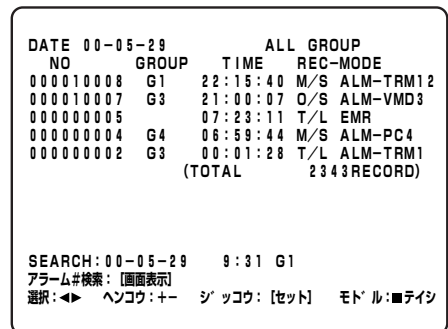 DATE 00-05-29 ALL GROUP
NO GROUP TIME REC-MODE
000010008 G1 22:15:40 M/S ALM-TRM12
000010007 G3 21:00:07 O/S ALM-VMD3
000000005 07:23:11 T/L EMR
000000004 G4 06:59:44 M/S ALM-PC4
000000002 G3 00:01:28 T/L ALM-TRM1
(TOTAL 2343RECORD)
SEARCH:00-05-29 9:31 G1
アラーム#検索:[画面表示]
選択:◀▶ ヘンコウ:+− ジッコウ:[セット] モドル:■テイシ